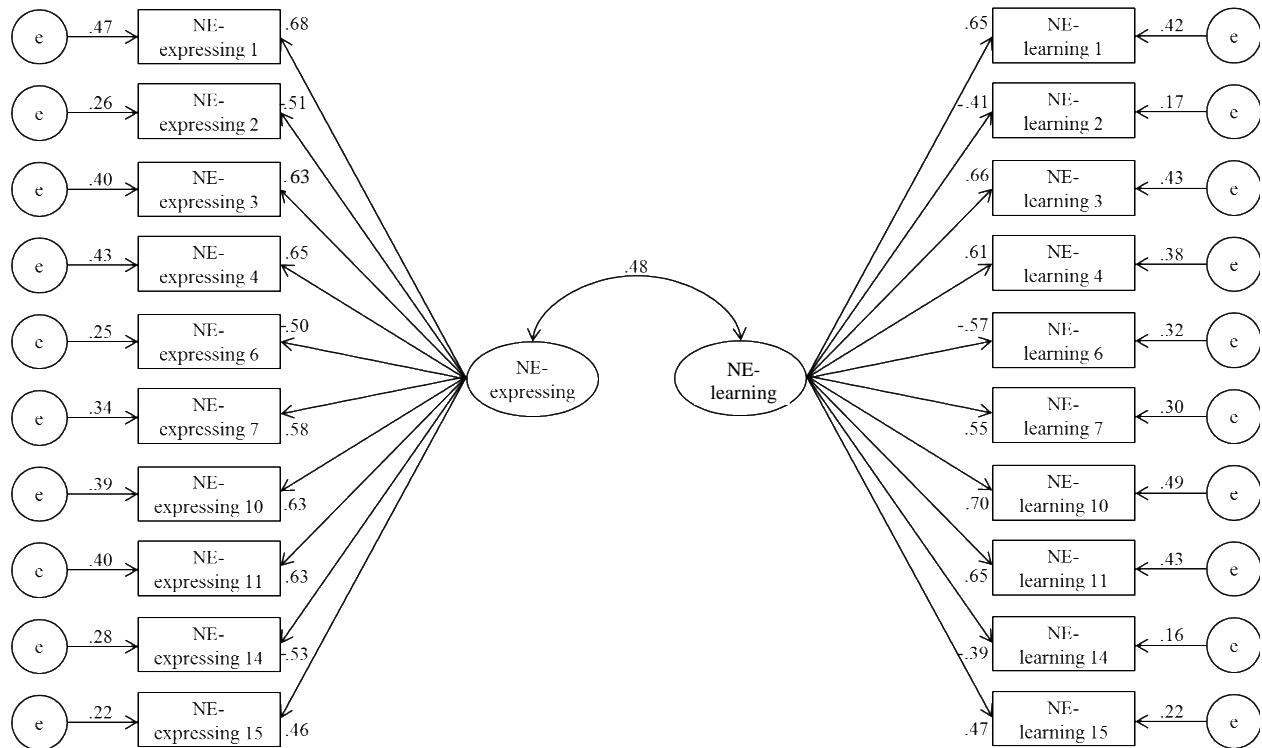 e
.47
NE-
expressing 1
.68
e
.26
NE-
expressing 2
-.51
e
.40
NE-
expressing 3
.63
e
.43
NE-
expressing 4
.65
c
.25
NE-
expressing 6
-.50
e
.34
NE-
expressing 7
.58
e
.39
NE-
expressing 10
.63
c
.40
NE-
expressing 11
.63
e
.28
NE-
expressing 14
-.53
e
.22
NE-
expressing 15
.46
.48
NE-
expressing
NE-
learning
.65
NE-
learning 1
.42
e
-.41
NE-
learning 2
.17
e
.66
NE-
learning 3
.43
e
.61
NE-
learning 4
.38
e
-.57
NE-
learning 6
.32
e
.55
NE-
learning 7
.30
e
.70
NE-
learning 10
.49
e
.65
NE-
learning 11
.43
e
-.39
NE-
learning 14
.16
e
.47
NE-
learning 15
.22
e